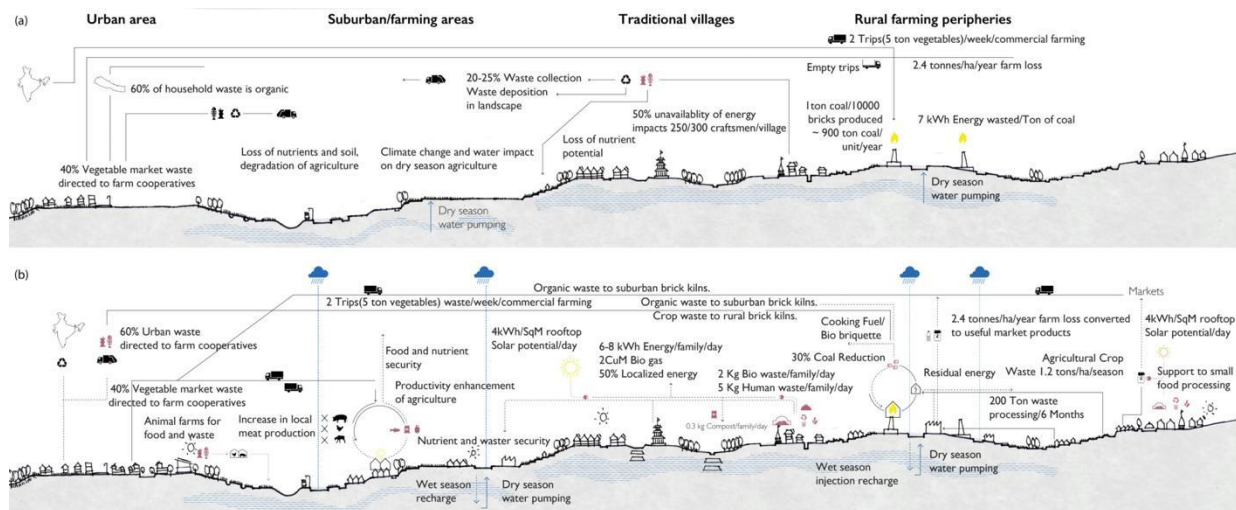 (a)
Urban area
Suburban/farming areas
Traditional villages
Rural farming peripheries
2 Trips(5 ton vegetables)/week/commercial farming
Empty trips
2.4 tonnes/ha/year farm loss
60% of household waste is organic
20-25% Waste collection
Waste deposition
in landscape
50% unavailablity of energy
impacts 250/300 craftsmen/village
1ton coal/10000
bricks produced
~ 900 ton coal/
unit/year
7 kWh Energy wasted/Ton of coal
40% Vegetable market waste
directed to farm cooperatives
Loss of nutrients and soil,
degradation of agriculture
Climate change and water impact
on dry season agriculture
Loss of nutrient
potential
Dry season
water pumping
Dry season
water pumping
(b)
Organic waste to suburban brick kilns.
Markets
2 Trips(5 ton vegetables) waste/week/commercial farming
Organic waste to suburban brick kilns.
Crop waste to rural brick kilns.
60% Urban waste
directed to farm cooperatives
40% Vegetable market waste
directed to farm cooperatives
Animal farms for
food and waste
Increase in local
meat production
Food and nutrient
security
Productivity enhancement
of agriculture
4kWh/SqM rooftop
Solar potential/day
6-8 kWh Energy/family/day
2CuM Bio gas
50% Localized energy
2 Kg Bio waste/family/day
5 Kg Human waste/family/day
0.3 kg Compost/family/day
Nutrient and waster security
Cooking Fuel/
Bio briquette
30% Coal Reduction
Residual energy
2.4 tonnes/ha/year farm loss converted
to useful market products
Agricultural Crop
Waste 1.2 tons/ha/season
200 Ton waste
processing/6 Months
4kWh/SqM rooftop
Solar potential/day
Support to small
food processing
Wet season
recharge
Dry season
water pumping
Wet season
injection recharge
Dry season
water pumping